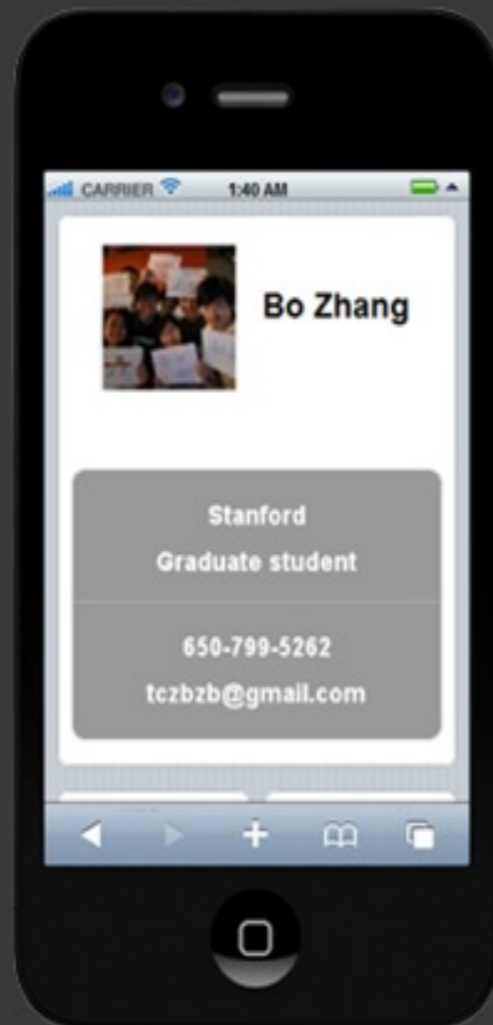 CARRIER 1:40 AM
Bo Zhang
Stanford
Graduate student
650-799-5262
tczbzb@gmail.com